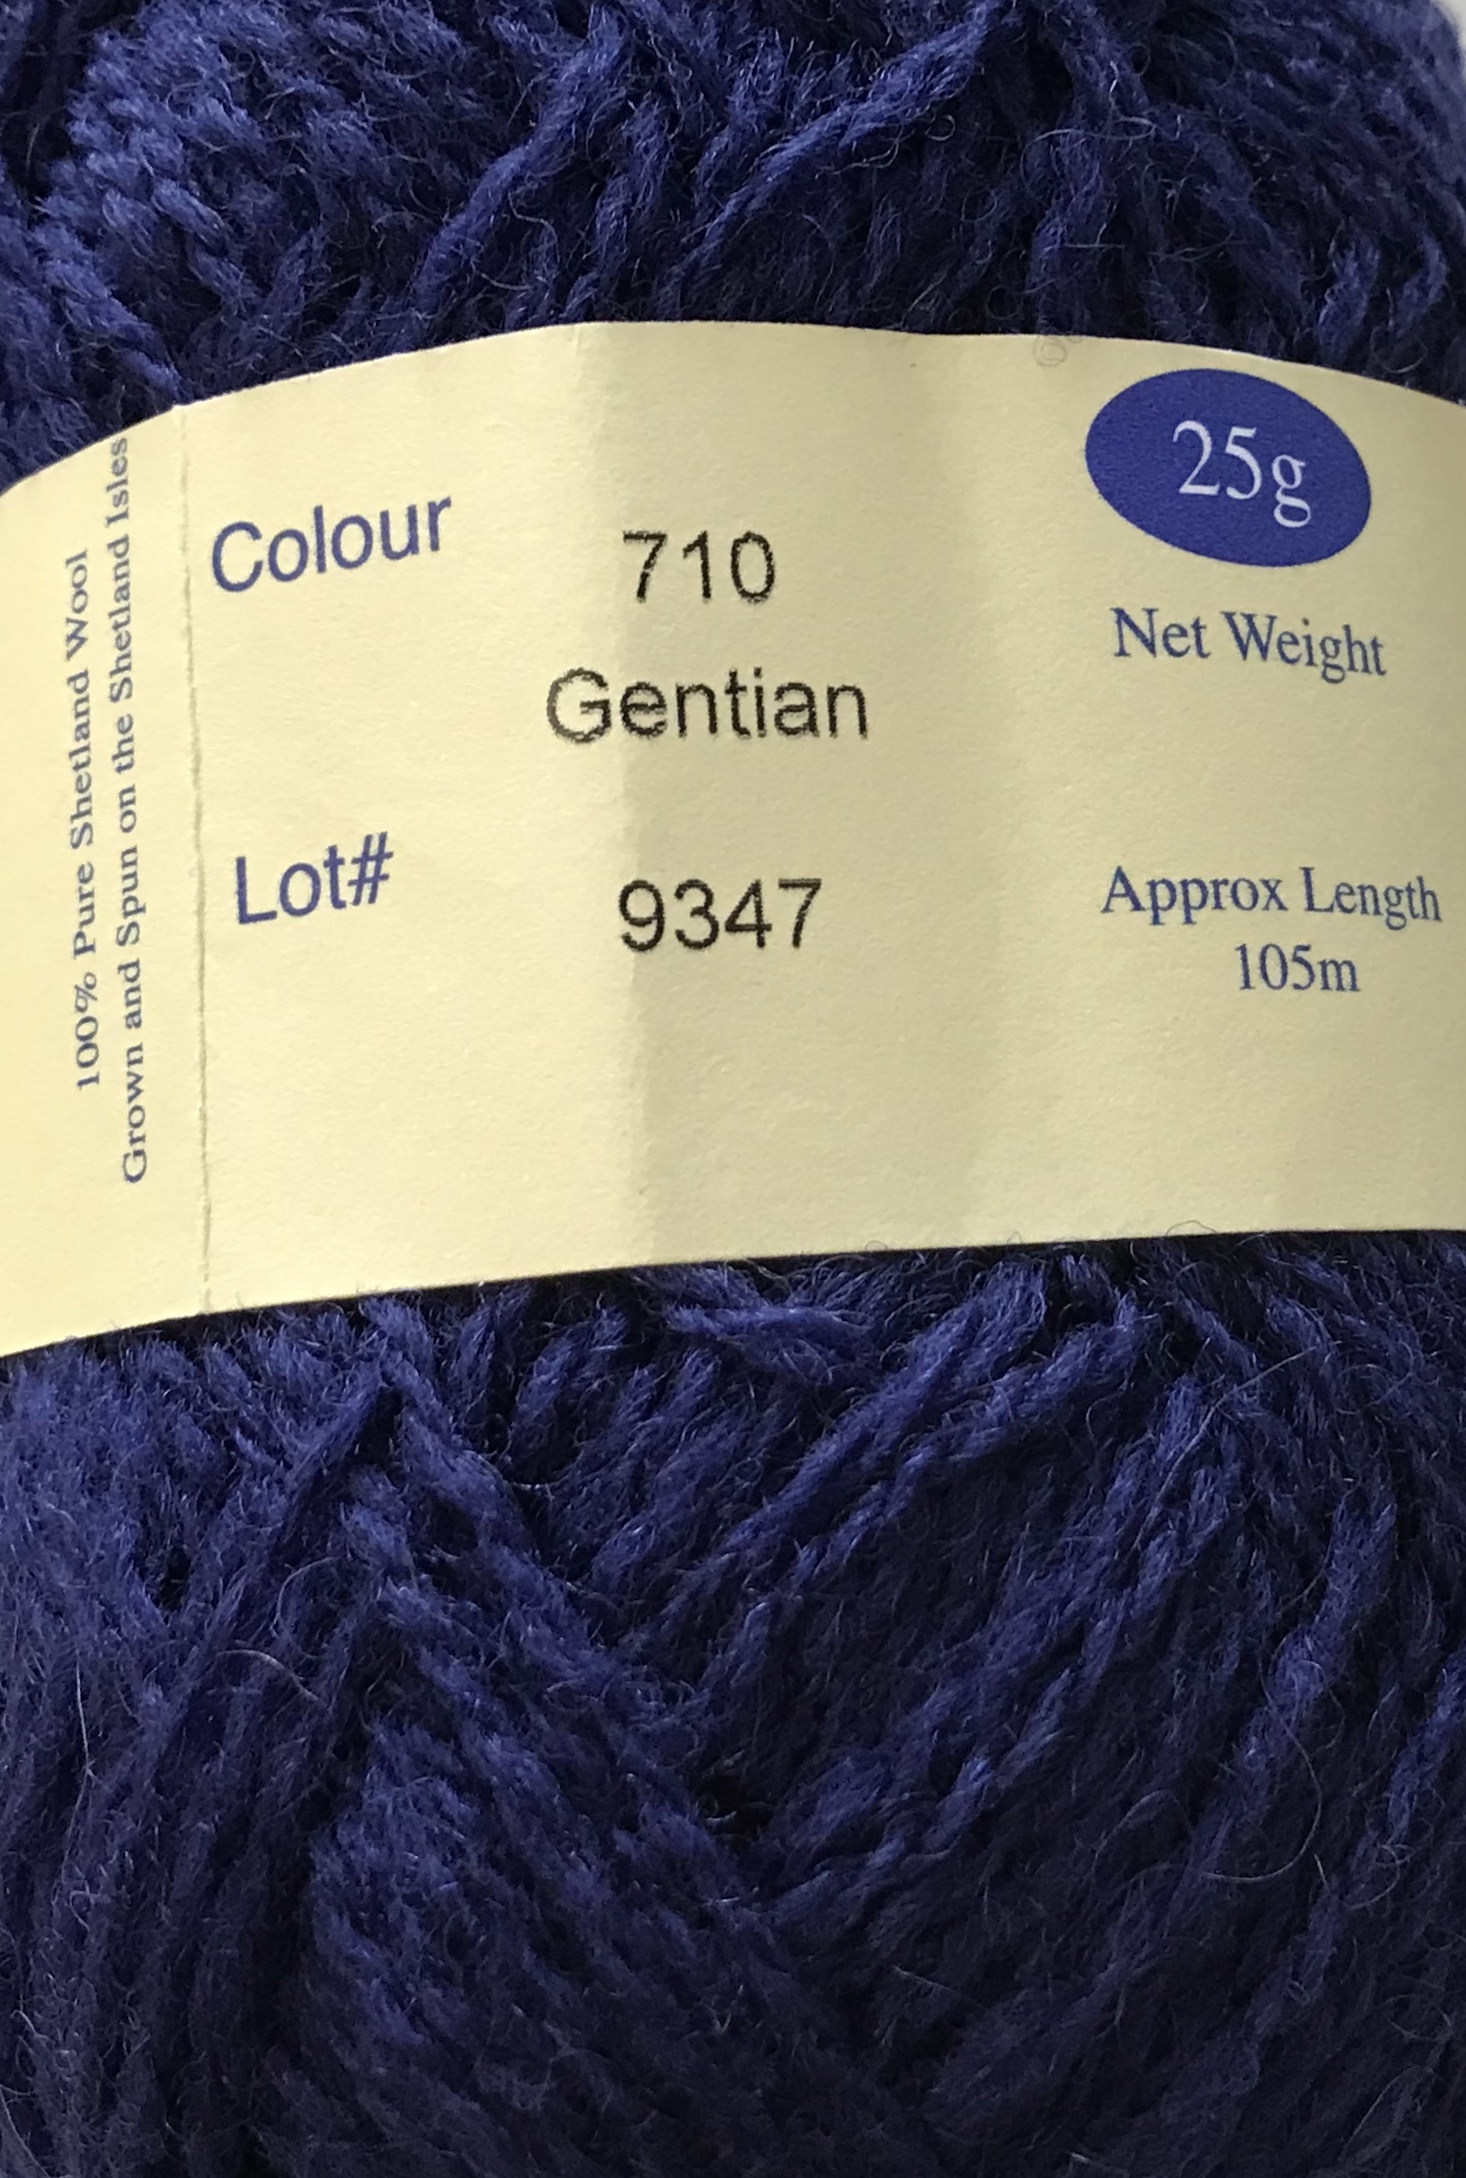 100% Pure Shetland Wool
Grown and Spun on the Shetland Isles
Colour 710
Gentian
Lot# 9347
25g
Net Weight
Approx Length
105m